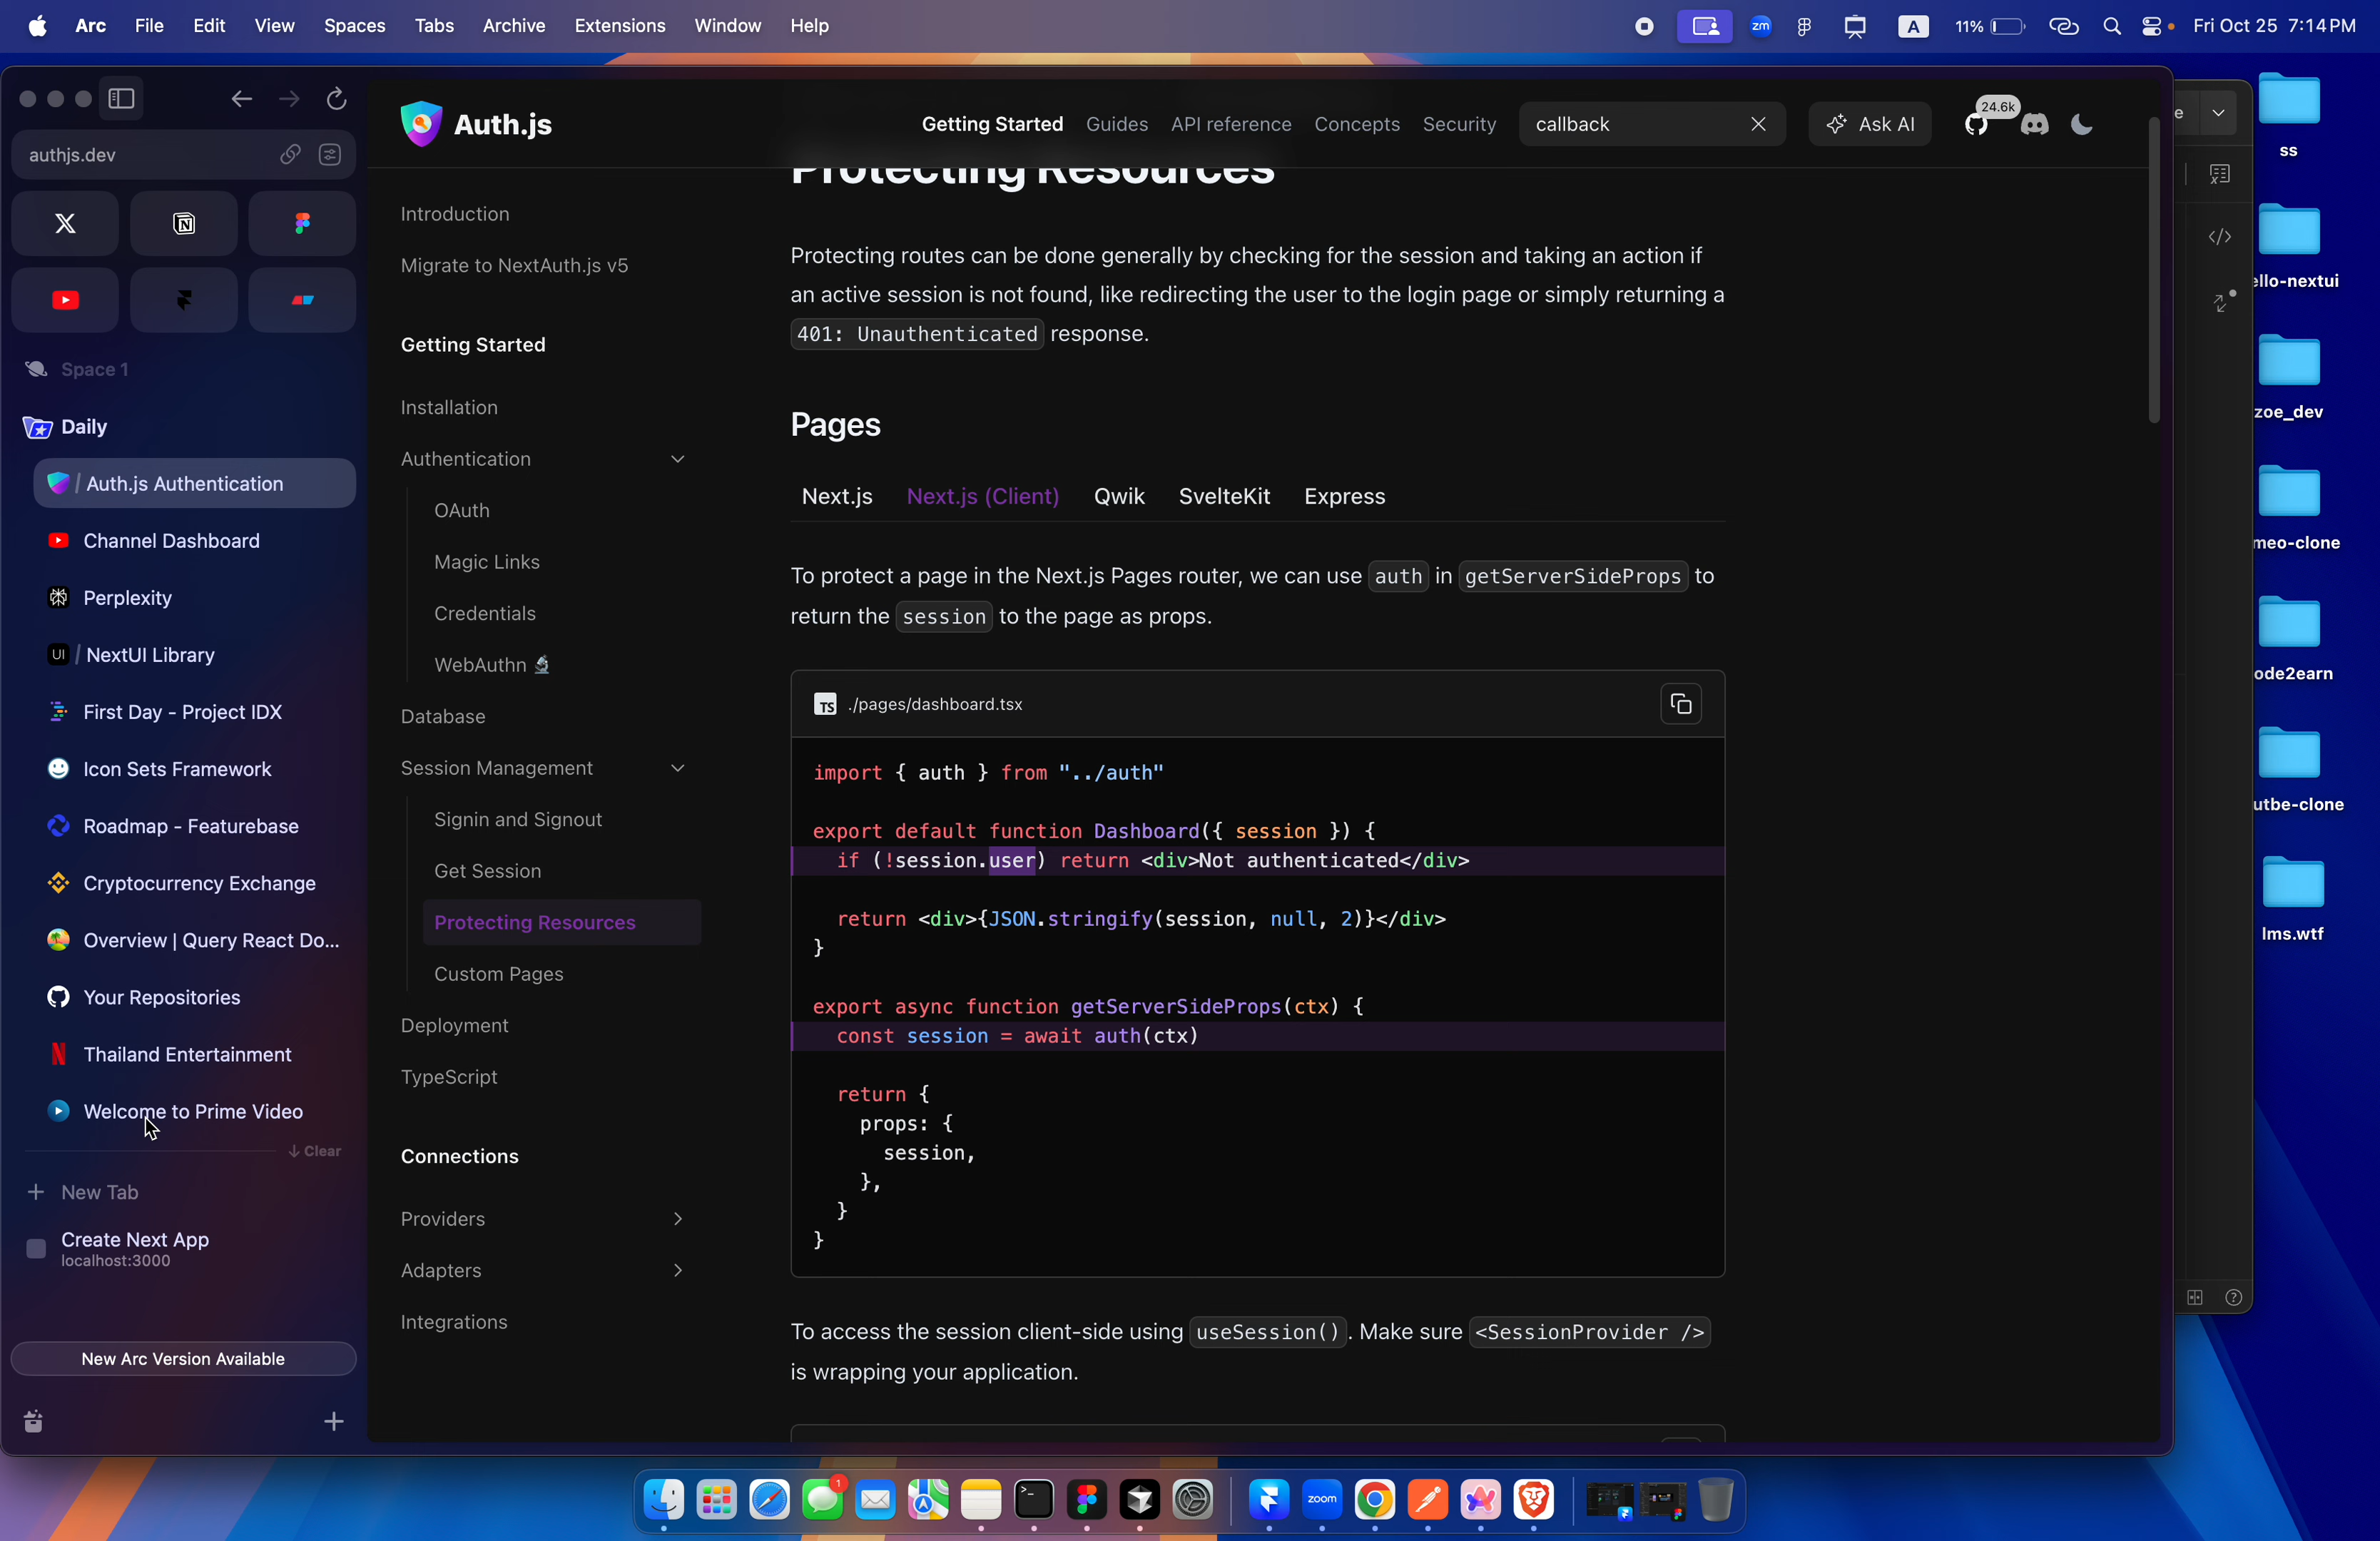 Arc File Edit View Spaces Tabs Archive Extensions Window Help
zm A 11% Fri Oct 25 7:14 PM
authjs.dev
Space 1
Daily
Auth.js Authentication
Channel Dashboard
Perplexity
UI / NextUI Library
First Day - Project IDX
Icon Sets Framework
Roadmap - Featurebase
Cryptocurrency Exchange
Overview | Query React Do...
Your Repositories
Thailand Entertainment
Welcome to Prime Video
Clear
New Tab
Create Next App
localhost:3000
New Arc Version Available
Auth.js
Getting Started Guides API reference Concepts Security callback Ask AI 24.6k
Introduction
Migrate to NextAuth.js v5
Getting Started
Installation
Authentication
OAuth
Magic Links
Credentials
WebAuthn 🔬
Database
Session Management
Signin and Signout
Get Session
Protecting Resources
Custom Pages
Deployment
TypeScript
Connections
Providers
Adapters
Integrations
Protecting Resources
Protecting routes can be done generally by checking for the session and taking an action if
an active session is not found, like redirecting the user to the login page or simply returning a
401: Unauthenticated response.
Pages
Next.js Next.js (Client) Qwik SvelteKit Express
To protect a page in the Next.js Pages router, we can use auth in getServerSideProps to
return the session to the page as props.
TS ./pages/dashboard.tsx
import { auth } from "../auth"
export default function Dashboard({ session }) {
if (!session.user) return <div>Not authenticated</div>
return <div>{JSON.stringify(session, null, 2)}</div>
}
export async function getServerSideProps(ctx) {
const session = await auth(ctx)
return {
props: {
session,
},
}
}
To access the session client-side using useSession(). Make sure <SessionProvider />
is wrapping your application.
e
ss
ello-nextui
zoe_dev
meo-clone
ode2earn
utbe-clone
lms.wtf
1
zoom